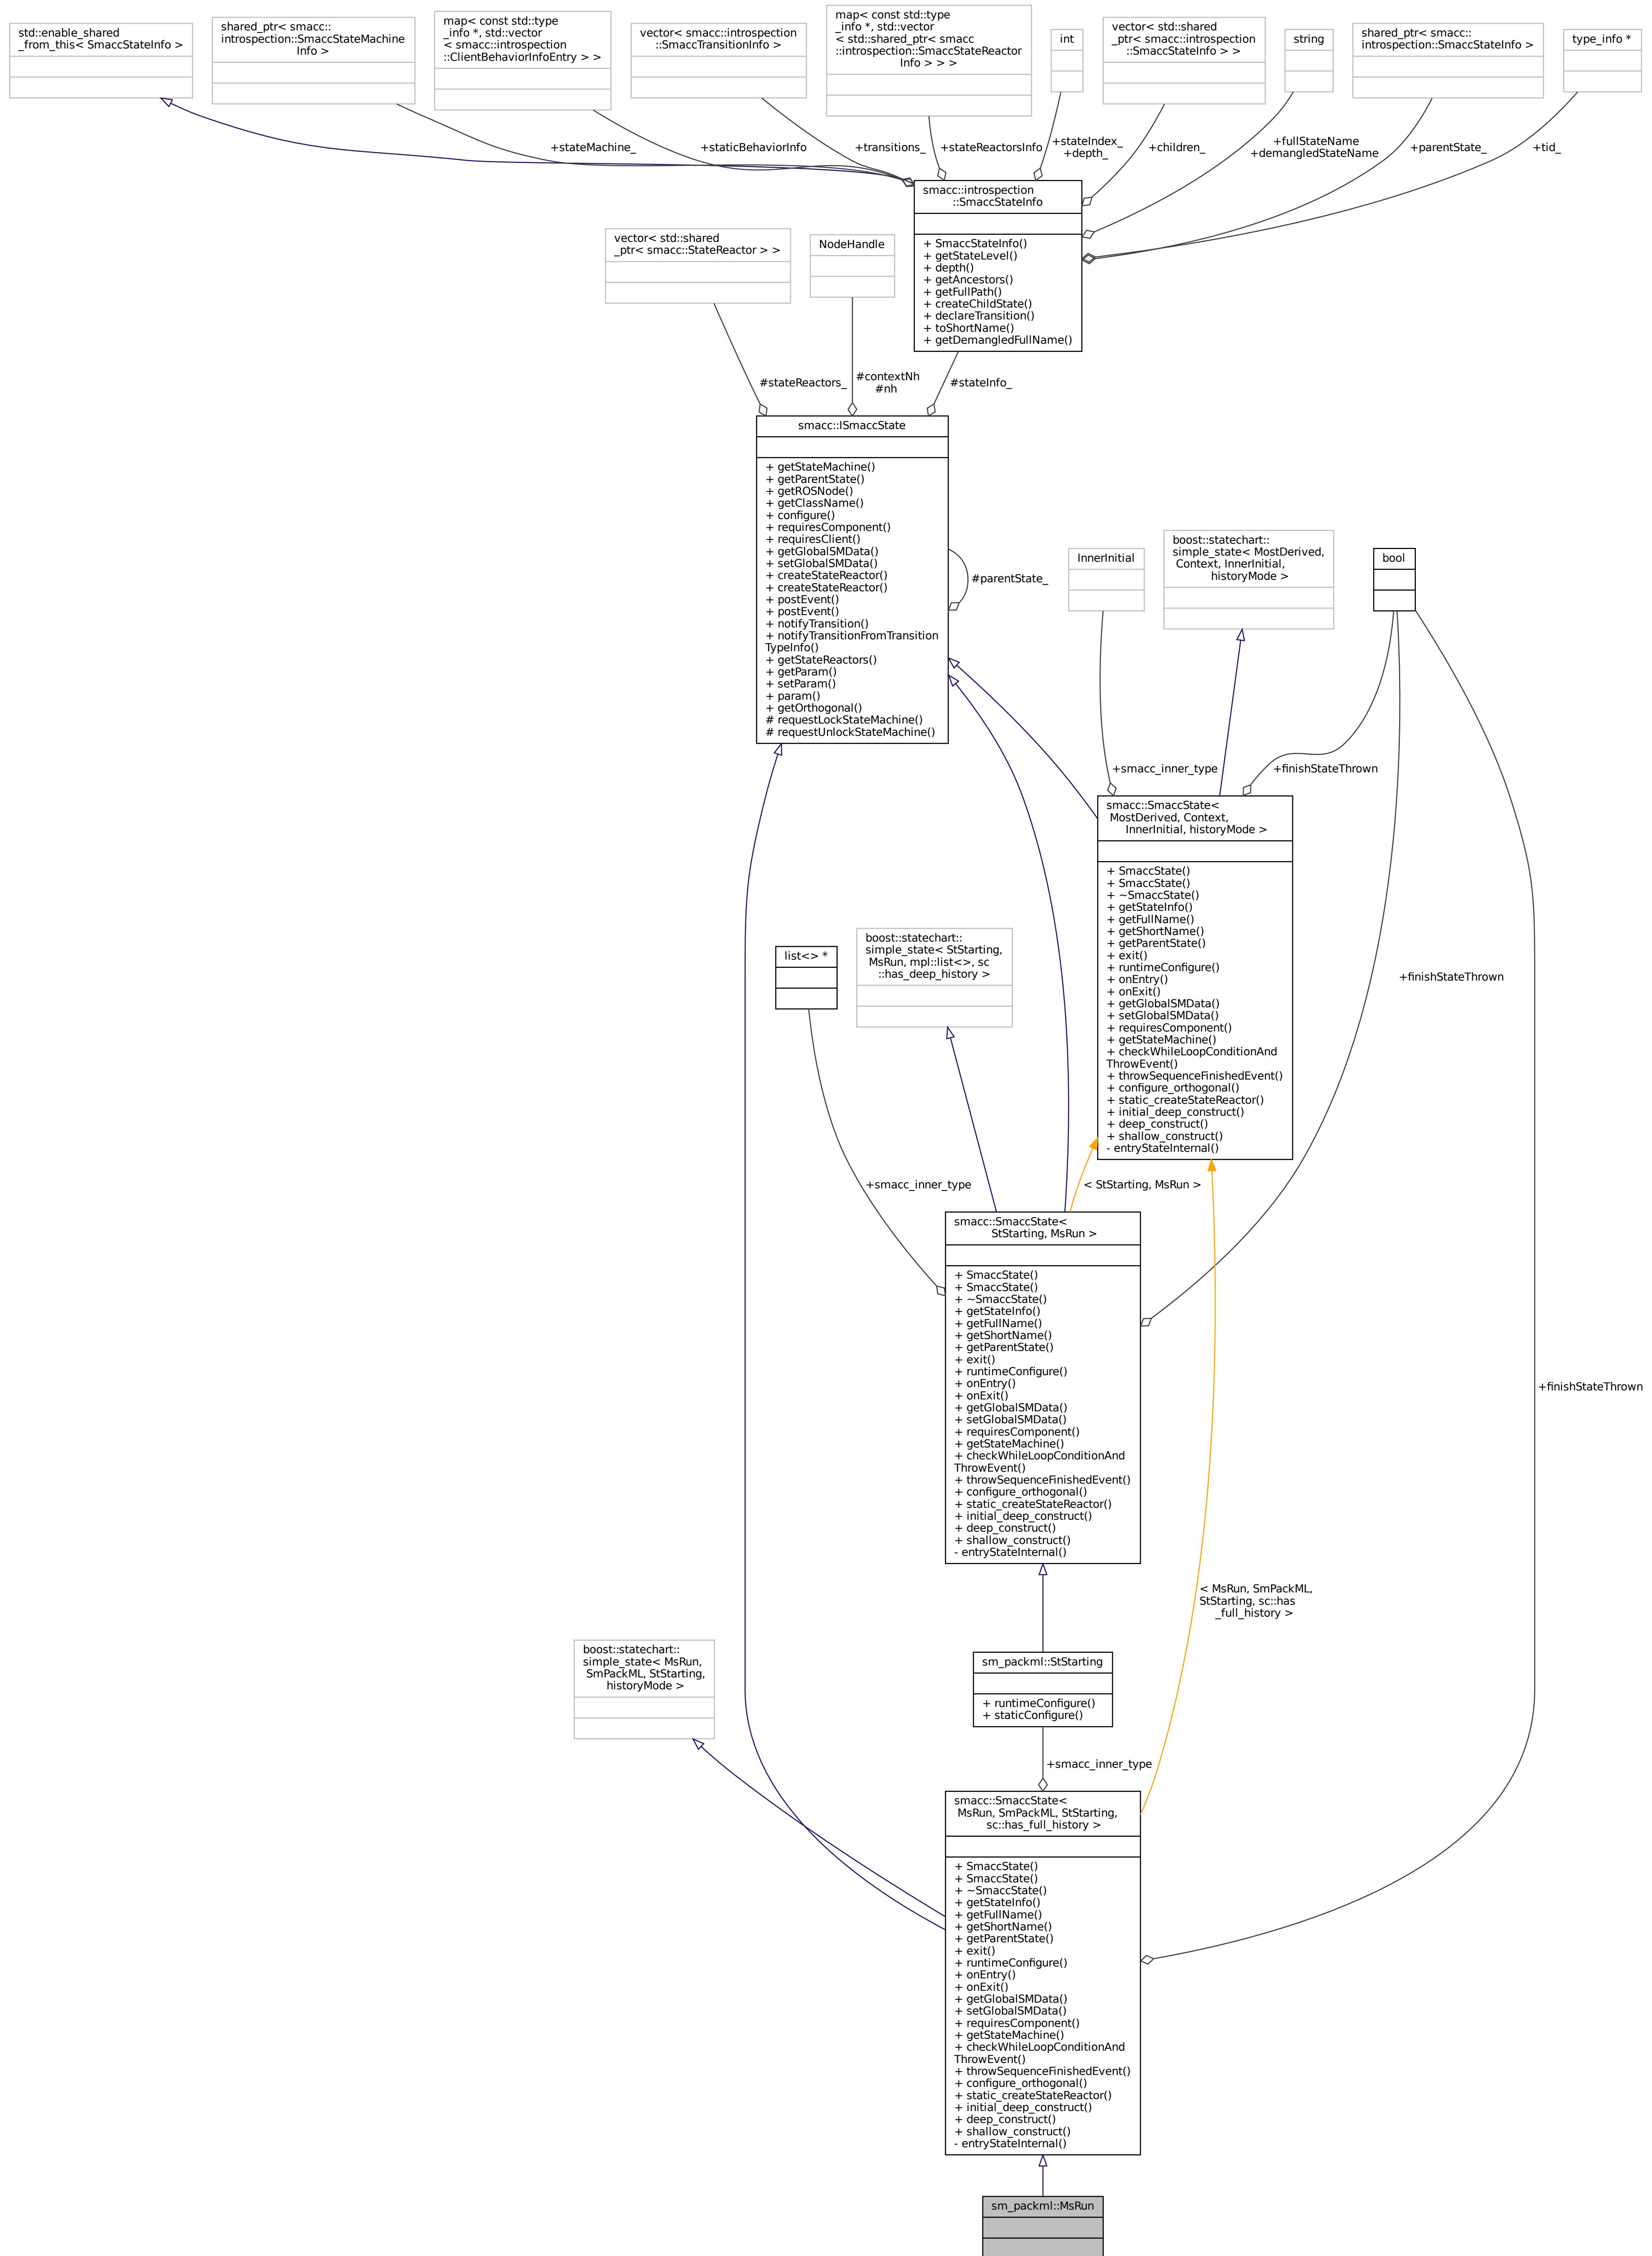 std::enable_shared
_from_this< SmaccStateInfo >
shared_ptr< smacc::
introspection::SmaccStateMachine
Info >
map< const std::type
_info *, std::vector
< smacc::introspection
::ClientBehaviorInfoEntry > >
vector< smacc::introspection
::SmaccTransitionInfo >
map< const std::type
_info *, std::vector
< std::shared_ptr< smacc
::introspection::SmaccStateReactor
Info > > >
int
vector< std::shared
_ptr< smacc::introspection
::SmaccStateInfo > >
string
shared_ptr< smacc::
introspection::SmaccStateInfo >
type_info *
+stateMachine_
+staticBehaviorInfo
+transitions_
+stateReactorsInfo
+stateIndex_
+depth_
+children_
+fullStateName
+demangledStateName
+parentState_
+tid_
smacc::introspection
::SmaccStateInfo
+ SmaccStateInfo()
+ getStateLevel()
+ depth()
+ getAncestors()
+ getFullPath()
+ createChildState()
+ declareTransition()
+ toShortName()
+ getDemangledFullName()
vector< std::shared
_ptr< smacc::StateReactor > >
NodeHandle
#stateReactors_
#contextNh
#nh
#stateInfo_
smacc::ISmaccState
+ getStateMachine()
+ getParentState()
+ getROSNode()
+ getClassName()
+ configure()
+ requiresComponent()
+ requiresClient()
+ getGlobalSMData()
+ setGlobalSMData()
+ createStateReactor()
+ createStateReactor()
+ postEvent()
+ postEvent()
+ notifyTransition()
+ notifyTransitionFromTransition
TypeInfo()
+ getStateReactors()
+ getParam()
+ setParam()
+ param()
+ getOrthogonal()
# requestLockStateMachine()
# requestUnlockStateMachine()
#parentState_
InnerInitial
boost::statechart::
simple_state< MostDerived,
Context, InnerInitial,
historyMode >
bool
+smacc_inner_type
+finishStateThrown
smacc::SmaccState<
MostDerived, Context,
InnerInitial, historyMode >
+ SmaccState()
+ SmaccState()
+ ~SmaccState()
+ getStateInfo()
+ getFullName()
+ getShortName()
+ getParentState()
+ exit()
+ runtimeConfigure()
+ onEntry()
+ onExit()
+ getGlobalSMData()
+ setGlobalSMData()
+ requiresComponent()
+ getStateMachine()
+ checkWhileLoopConditionAnd
ThrowEvent()
+ throwSequenceFinishedEvent()
+ configure_orthogonal()
+ static_createStateReactor()
+ initial_deep_construct()
+ deep_construct()
+ shallow_construct()
- entryStateInternal()
list<> *
boost::statechart::
simple_state< StStarting,
MsRun, mpl::list<>, sc
::has_deep_history >
+finishStateThrown
+smacc_inner_type
< StStarting, MsRun >
smacc::SmaccState<
StStarting, MsRun >
+ SmaccState()
+ SmaccState()
+ ~SmaccState()
+ getStateInfo()
+ getFullName()
+ getShortName()
+ getParentState()
+ exit()
+ runtimeConfigure()
+ onEntry()
+ onExit()
+ getGlobalSMData()
+ setGlobalSMData()
+ requiresComponent()
+ getStateMachine()
+ checkWhileLoopConditionAnd
ThrowEvent()
+ throwSequenceFinishedEvent()
+ configure_orthogonal()
+ static_createStateReactor()
+ initial_deep_construct()
+ deep_construct()
+ shallow_construct()
- entryStateInternal()
+finishStateThrown
< MsRun, SmPackML,
StStarting, sc::has
_full_history >
boost::statechart::
simple_state< MsRun,
SmPackML, StStarting,
historyMode >
sm_packml::StStarting
+ runtimeConfigure()
+ staticConfigure()
+smacc_inner_type
smacc::SmaccState<
MsRun, SmPackML, StStarting,
sc::has_full_history >
+ SmaccState()
+ SmaccState()
+ ~SmaccState()
+ getStateInfo()
+ getFullName()
+ getShortName()
+ getParentState()
+ exit()
+ runtimeConfigure()
+ onEntry()
+ onExit()
+ getGlobalSMData()
+ setGlobalSMData()
+ requiresComponent()
+ getStateMachine()
+ checkWhileLoopConditionAnd
ThrowEvent()
+ throwSequenceFinishedEvent()
+ configure_orthogonal()
+ static_createStateReactor()
+ initial_deep_construct()
+ deep_construct()
+ shallow_construct()
- entryStateInternal()
sm_packml::MsRun